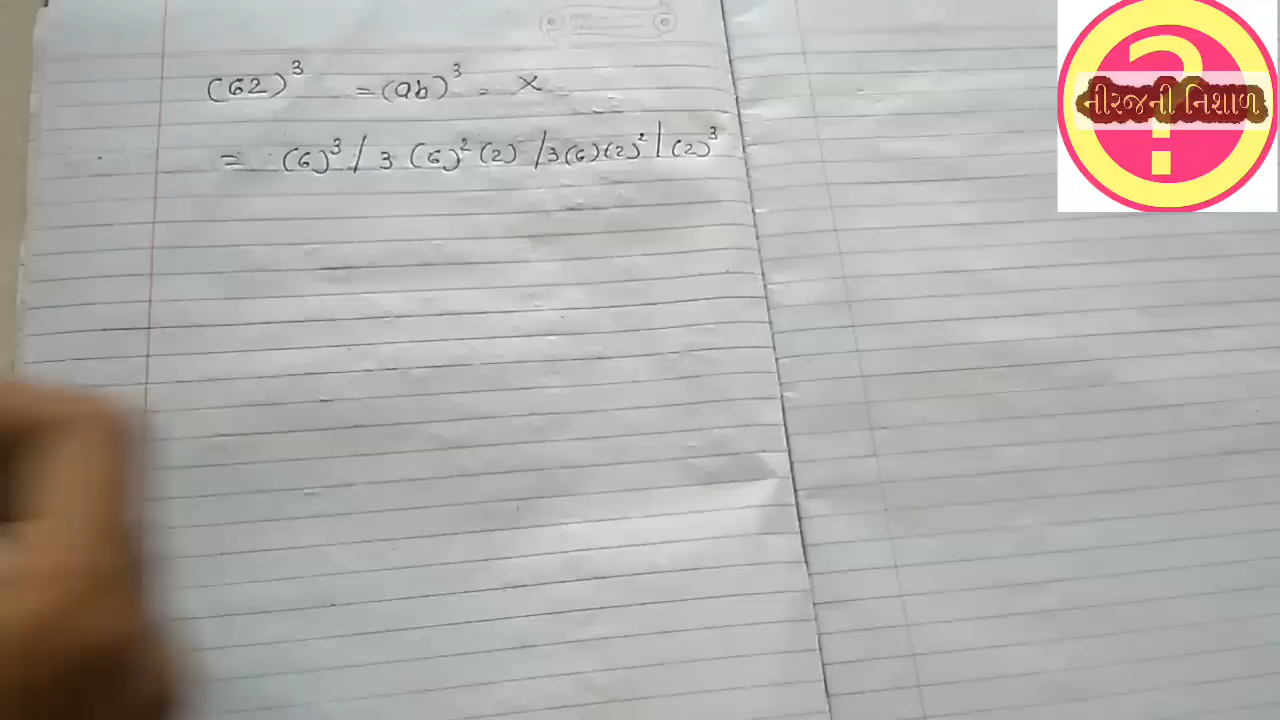 (62)³ = (ab)³ = x
= (6)³ / 3 (6)² (2) / 3 (6) (2)² / (2)³
?
નીરજની નિશાળ